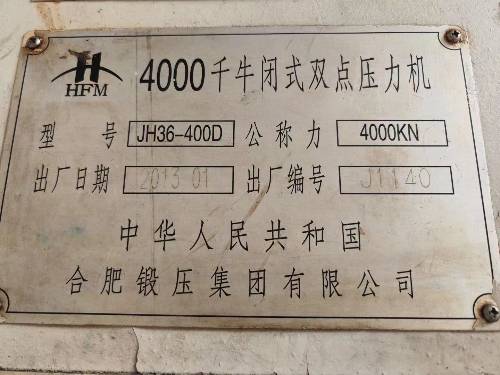 HFM 4000千牛闭式双点压力机
型号 JH36-400D 公称力 4000KN
出厂日期 2013 01 出厂编号 J1140
中华人民共和国
合肥锻压集团有限公司